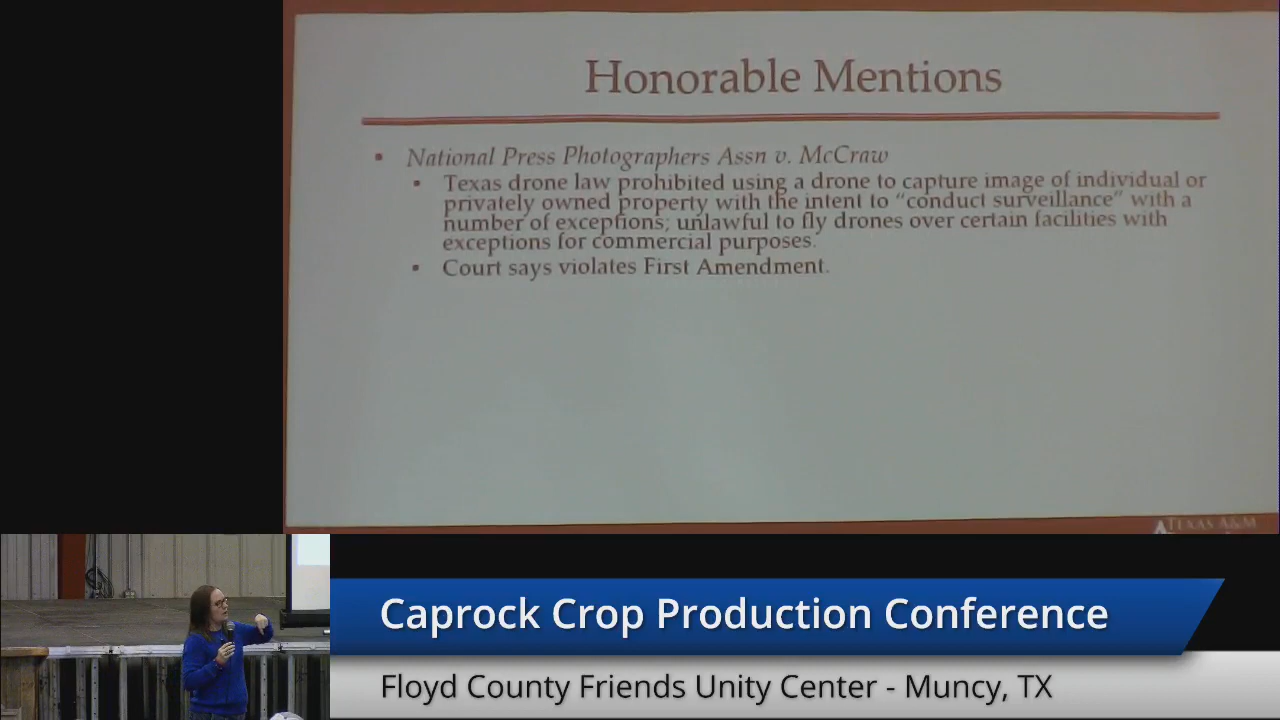 Honorable Mentions
National Press Photographers Assn v. McCraw
Texas drone law prohibited using a drone to capture image of individual or
privately owned property with the intent to “conduct surveillance” with a
number of exceptions; unlawful to fly drones over certain facilities with
exceptions for commercial purposes.
Court says violates First Amendment.
TEXAS A&M
Caprock Crop Production Conference
Floyd County Friends Unity Center - Muncy, TX